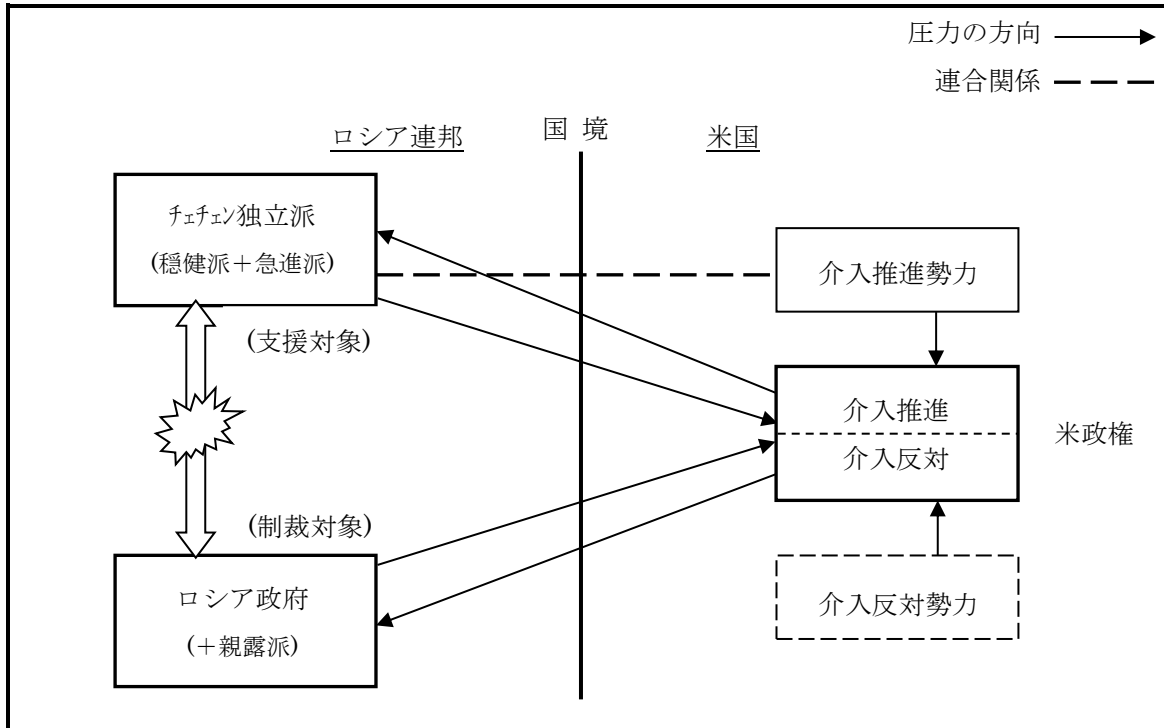 圧力の方向
連合関係
ロシア連邦
国 境
米国
ﾁｪﾁｪﾝ独立派
(穏健派＋急進派)
介入推進勢力
(支援対象)
介入推進
介入反対
米政権
(制裁対象)
ロシア政府
(＋親露派)
介入反対勢力